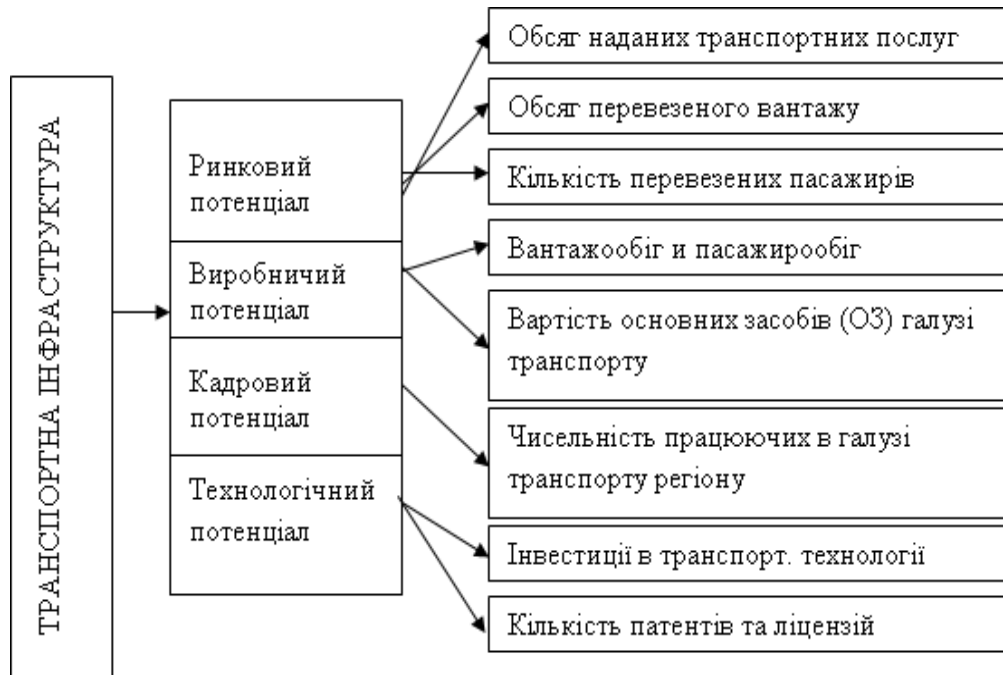 ТРАНСПОРТНА ІНФРАСТРУКТУРА
Ринковий
потенціал
Виробничий
потенціал
Кадровий
потенціал
Технологічний
потенціал
Обсяг наданих транспортних послуг
Обсяг перевезеного вантажу
Кількість перевезених пасажирів
Вантажообіг и пасажирообіг
Вартість основних засобів (ОЗ) галузі
транспорту
Чисельність працюючих в галузі
транспорту регіону
Інвестиції в транспорт. технології
Кількість патентів та ліцензій